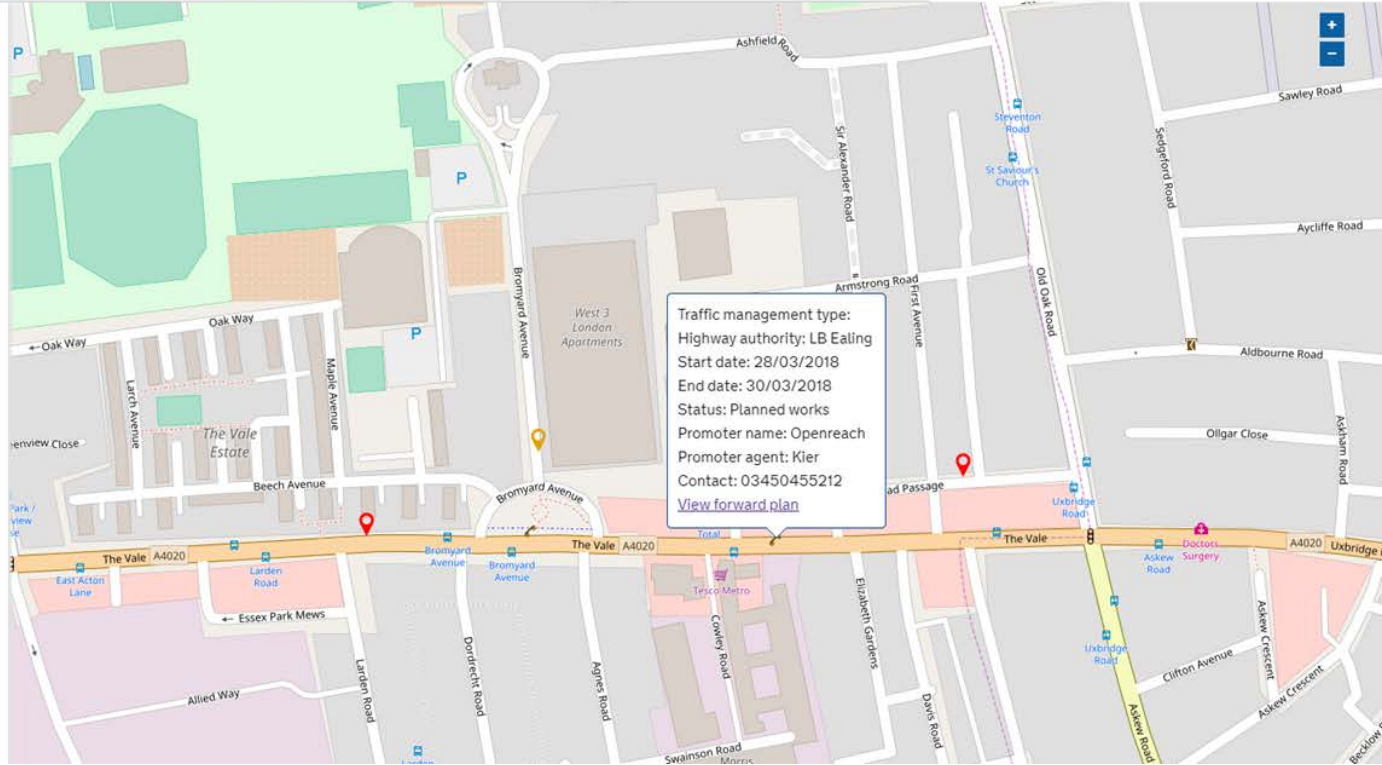 Ashfield Road
+
−
P
Sawley Road
Steventon
Road
Sir Alexander Road
Sedgeford Road
St Saviour's
Church
P
Aycliffe Road
Bromyard Avenue
Old Oak Road
Armstrong Road
First Avenue
West 3
London
Apartments
Oak Way
←Oak Way
P
Maple Avenue
Larch Avenue
Aldbourne Road
Traffic management type:
Highway authority: LB Ealing
Start date: 28/03/2018
End date: 30/03/2018
Status: Planned works
Promoter name: Openreach
Promoter agent: Kier
Contact: 03450455212
View forward plan
The Vale
Estate
eenview Close
Ollgar Close
Askham Road
Beech Avenue
Bromyard Avenue
ad Passage
Uxbridge
Road
Park /
view
se
The Vale
A4020
Larden
Road
East Acton
Lane
Bromyard
Avenue
Bromyard
Avenue
The Vale
A4020
Total
The Vale
Askew
Road
Doctors
Surgery
A4020
Uxbridge
Tesco Metro
← Essex Park Mews
Cowley Road
Elizabeth Gardens
Askew Crescent
Uxbridge
Road
Clifton Avenue
Allied Way
Larden Road
Dordrecht Road
Agnes Road
Davis Road
Askew Road
Askew Crescent
Swainson Road
Morris
Larden
Becklow